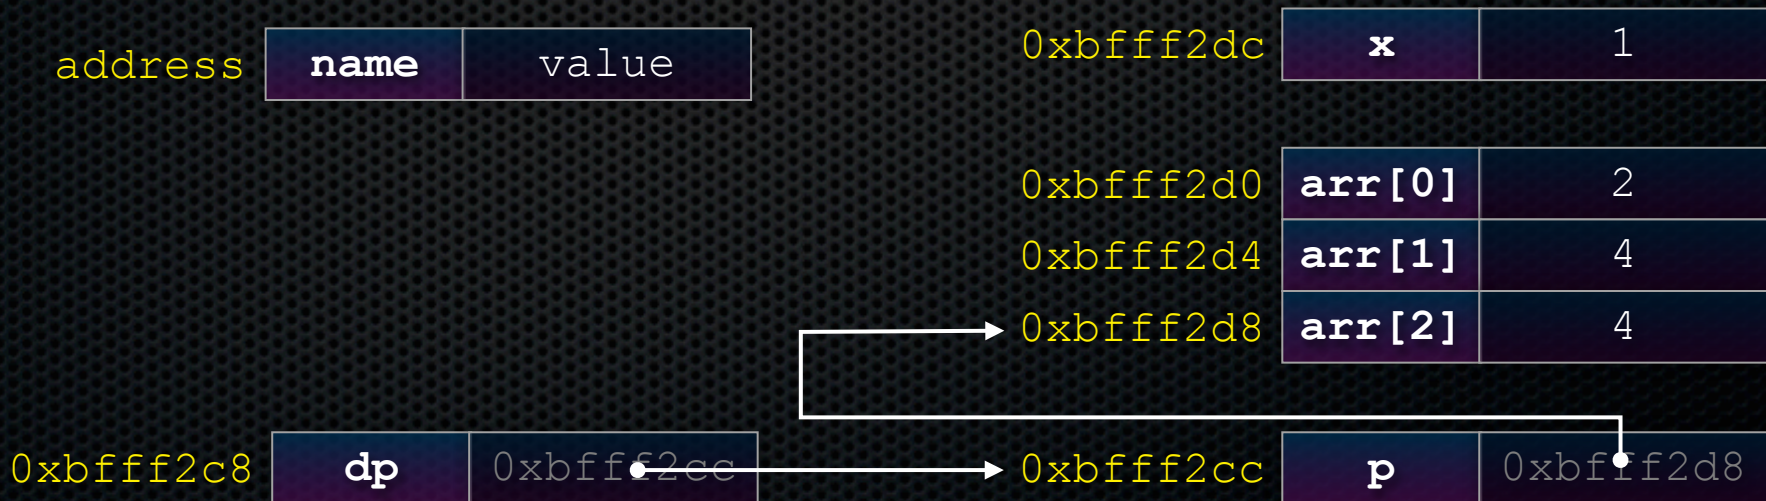 address name value
0xbfff2dc x 1
0xbfff2d0 arr[0] 2
0xbfff2d4 arr[1] 4
0xbfff2d8 arr[2] 4
0xbfff2c8 dp 0xbfff2cc
0xbfff2cc p 0xbfff2d8